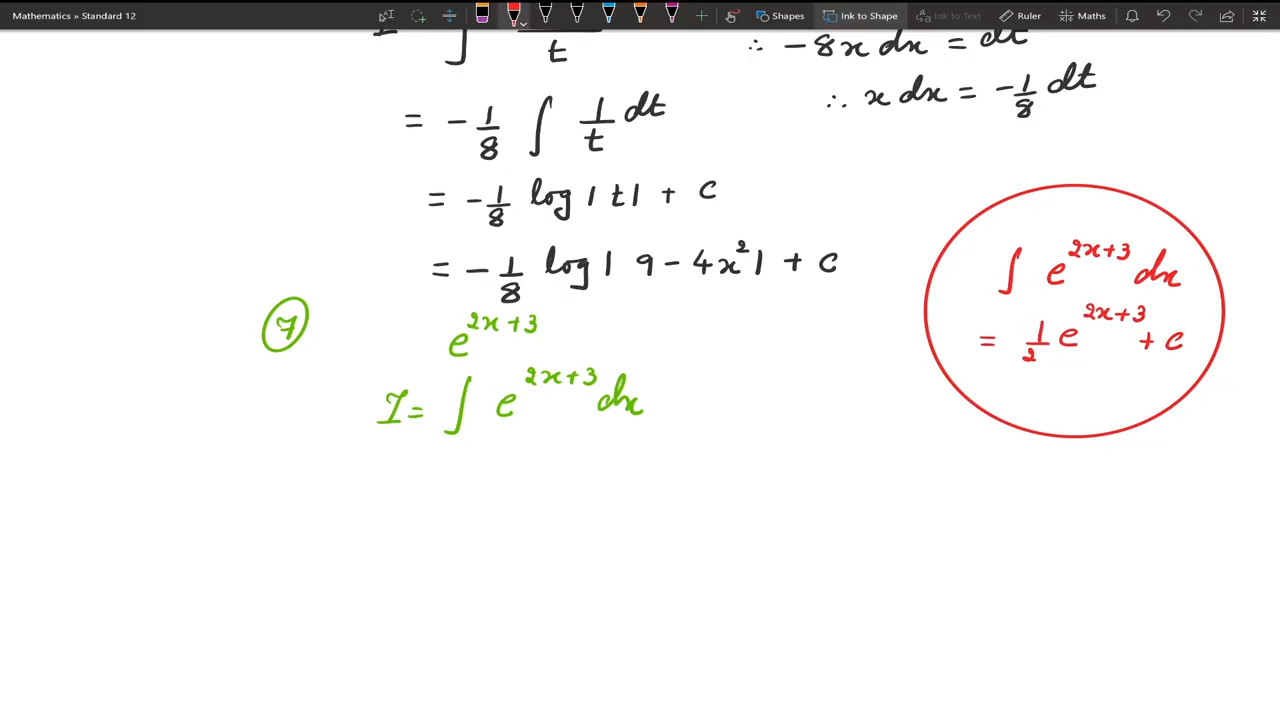 Mathematics » Standard 12
Shapes
Ink to Shape
Ink to Text
Ruler
Maths
I ∫ t
∴ -8x dx = dt
∴ x dx = -1/8 dt
= -1/8 ∫ 1/t dt
= -1/8 log|t| + c
= -1/8 log|9 - 4x²| + c
∫ e^{2x+3} dx
= 1/2 e^{2x+3} + c
7 e^{2x+3}
I = ∫ e^{2x+3} dx